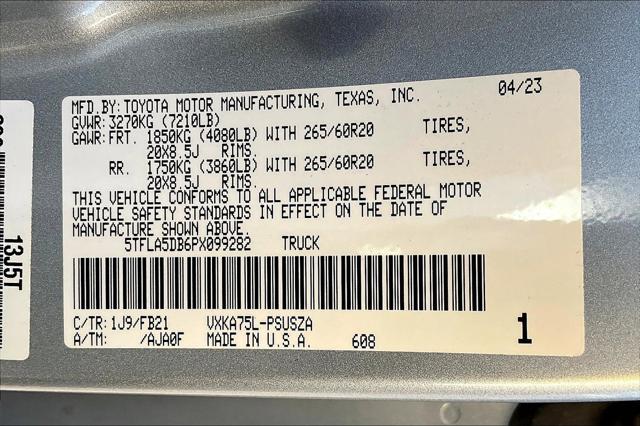 MFD.BY:TOYOTA MOTOR MANUFACTURING, TEXAS, INC. 04/23
GVWR:3270KG (7210LB)
GAWR:FRT. 1850KG (4080LB) WITH 265/60R20 TIRES,
20X8.5J RIMS.
RR. 1750KG (3860LB) WITH 265/60R20 TIRES,
20X8.5J RIMS.
THIS VEHICLE CONFORMS TO ALL APPLICABLE FEDERAL MOTOR
VEHICLE SAFETY STANDARDS IN EFFECT ON THE DATE OF
MANUFACTURE SHOWN ABOVE.
5TFLA5DB6PX099282 TRUCK
C/TR:1J9/FB21 VXKA75L-PSUSZA
A/TM: /AJA0F MADE IN U.S.A. 608
1
13J5T